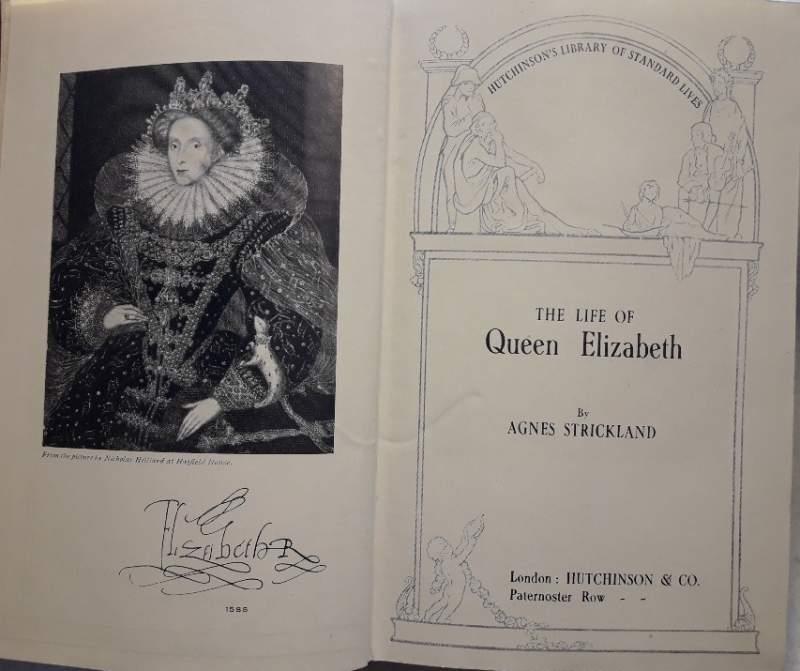 From the picture by Nicholas Hilliard at Hatfield House.
Elizabeth R
1586
HUTCHINSON'S LIBRARY OF STANDARD LIVES
THE LIFE OF
Queen Elizabeth
By
AGNES STRICKLAND
London: HUTCHINSON & CO.
Paternoster Row - -